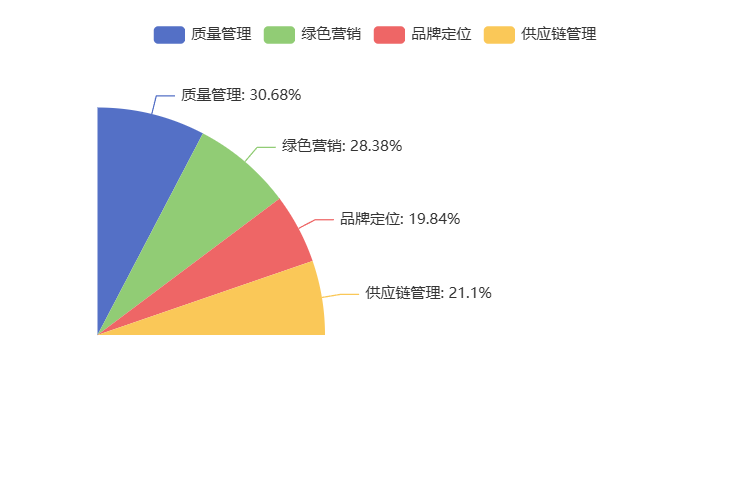 质量管理 绿色营销 品牌定位 供应链管理
质量管理: 30.68%
绿色营销: 28.38%
品牌定位: 19.84%
供应链管理: 21.1%